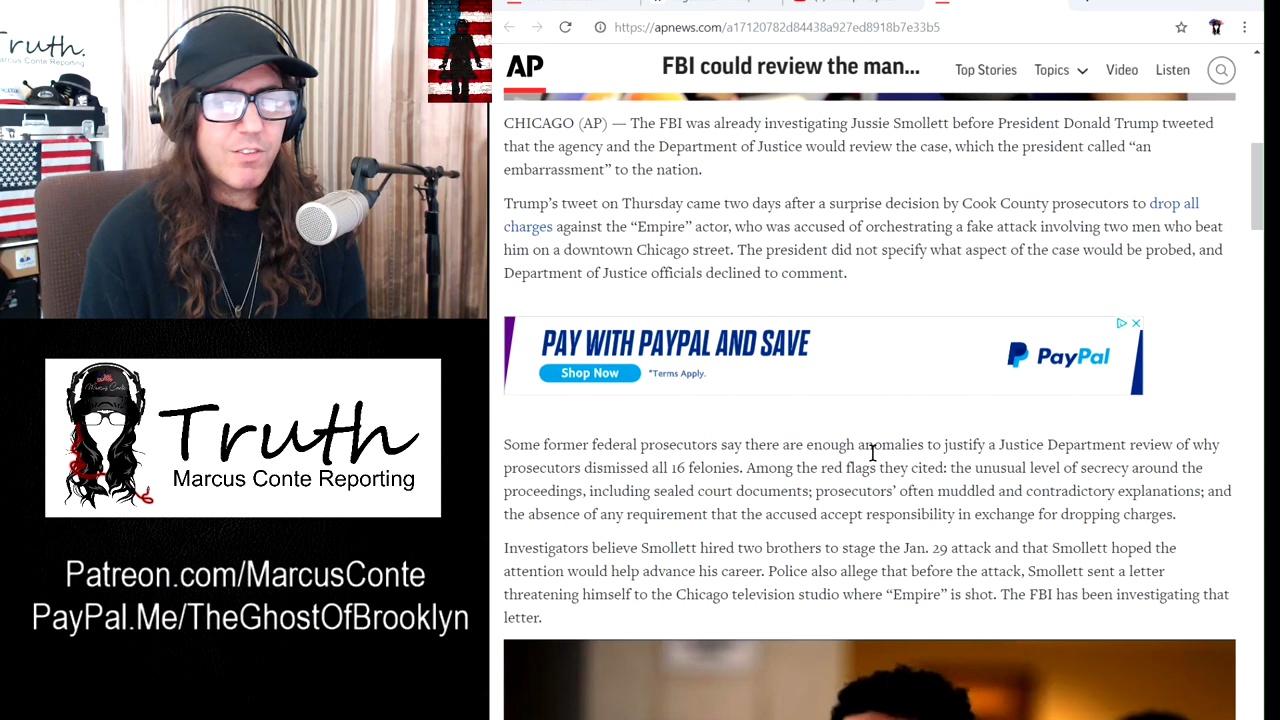 Truth.
Marcus Conte Reporting
https://apnews.com/a17120782d84438a927ed8918b7e33b5
AP
FBI could review the man...
Top Stories
Topics
Video
Listen
CHICAGO (AP) — The FBI was already investigating Jussie Smollett before President Donald Trump tweeted
that the agency and the Department of Justice would review the case, which the president called “an
embarrassment” to the nation.
Trump’s tweet on Thursday came two days after a surprise decision by Cook County prosecutors to drop all
charges against the “Empire” actor, who was accused of orchestrating a fake attack involving two men who beat
him on a downtown Chicago street. The president did not specify what aspect of the case would be probed, and
Department of Justice officials declined to comment.
PAY WITH PAYPAL AND SAVE
Shop Now
*Terms Apply.
PayPal
Some former federal prosecutors say there are enough anomalies to justify a Justice Department review of why
prosecutors dismissed all 16 felonies. Among the red flags they cited: the unusual level of secrecy around the
proceedings, including sealed court documents; prosecutors’ often muddled and contradictory explanations; and
the absence of any requirement that the accused accept responsibility in exchange for dropping charges.
Investigators believe Smollett hired two brothers to stage the Jan. 29 attack and that Smollett hoped the
attention would help advance his career. Police also allege that before the attack, Smollett sent a letter
threatening himself to the Chicago television studio where “Empire” is shot. The FBI has been investigating that
letter.
Marcus Conte
Truth
Marcus Conte Reporting
Patreon.com/MarcusConte
PayPal.Me/TheGhostOfBrooklyn